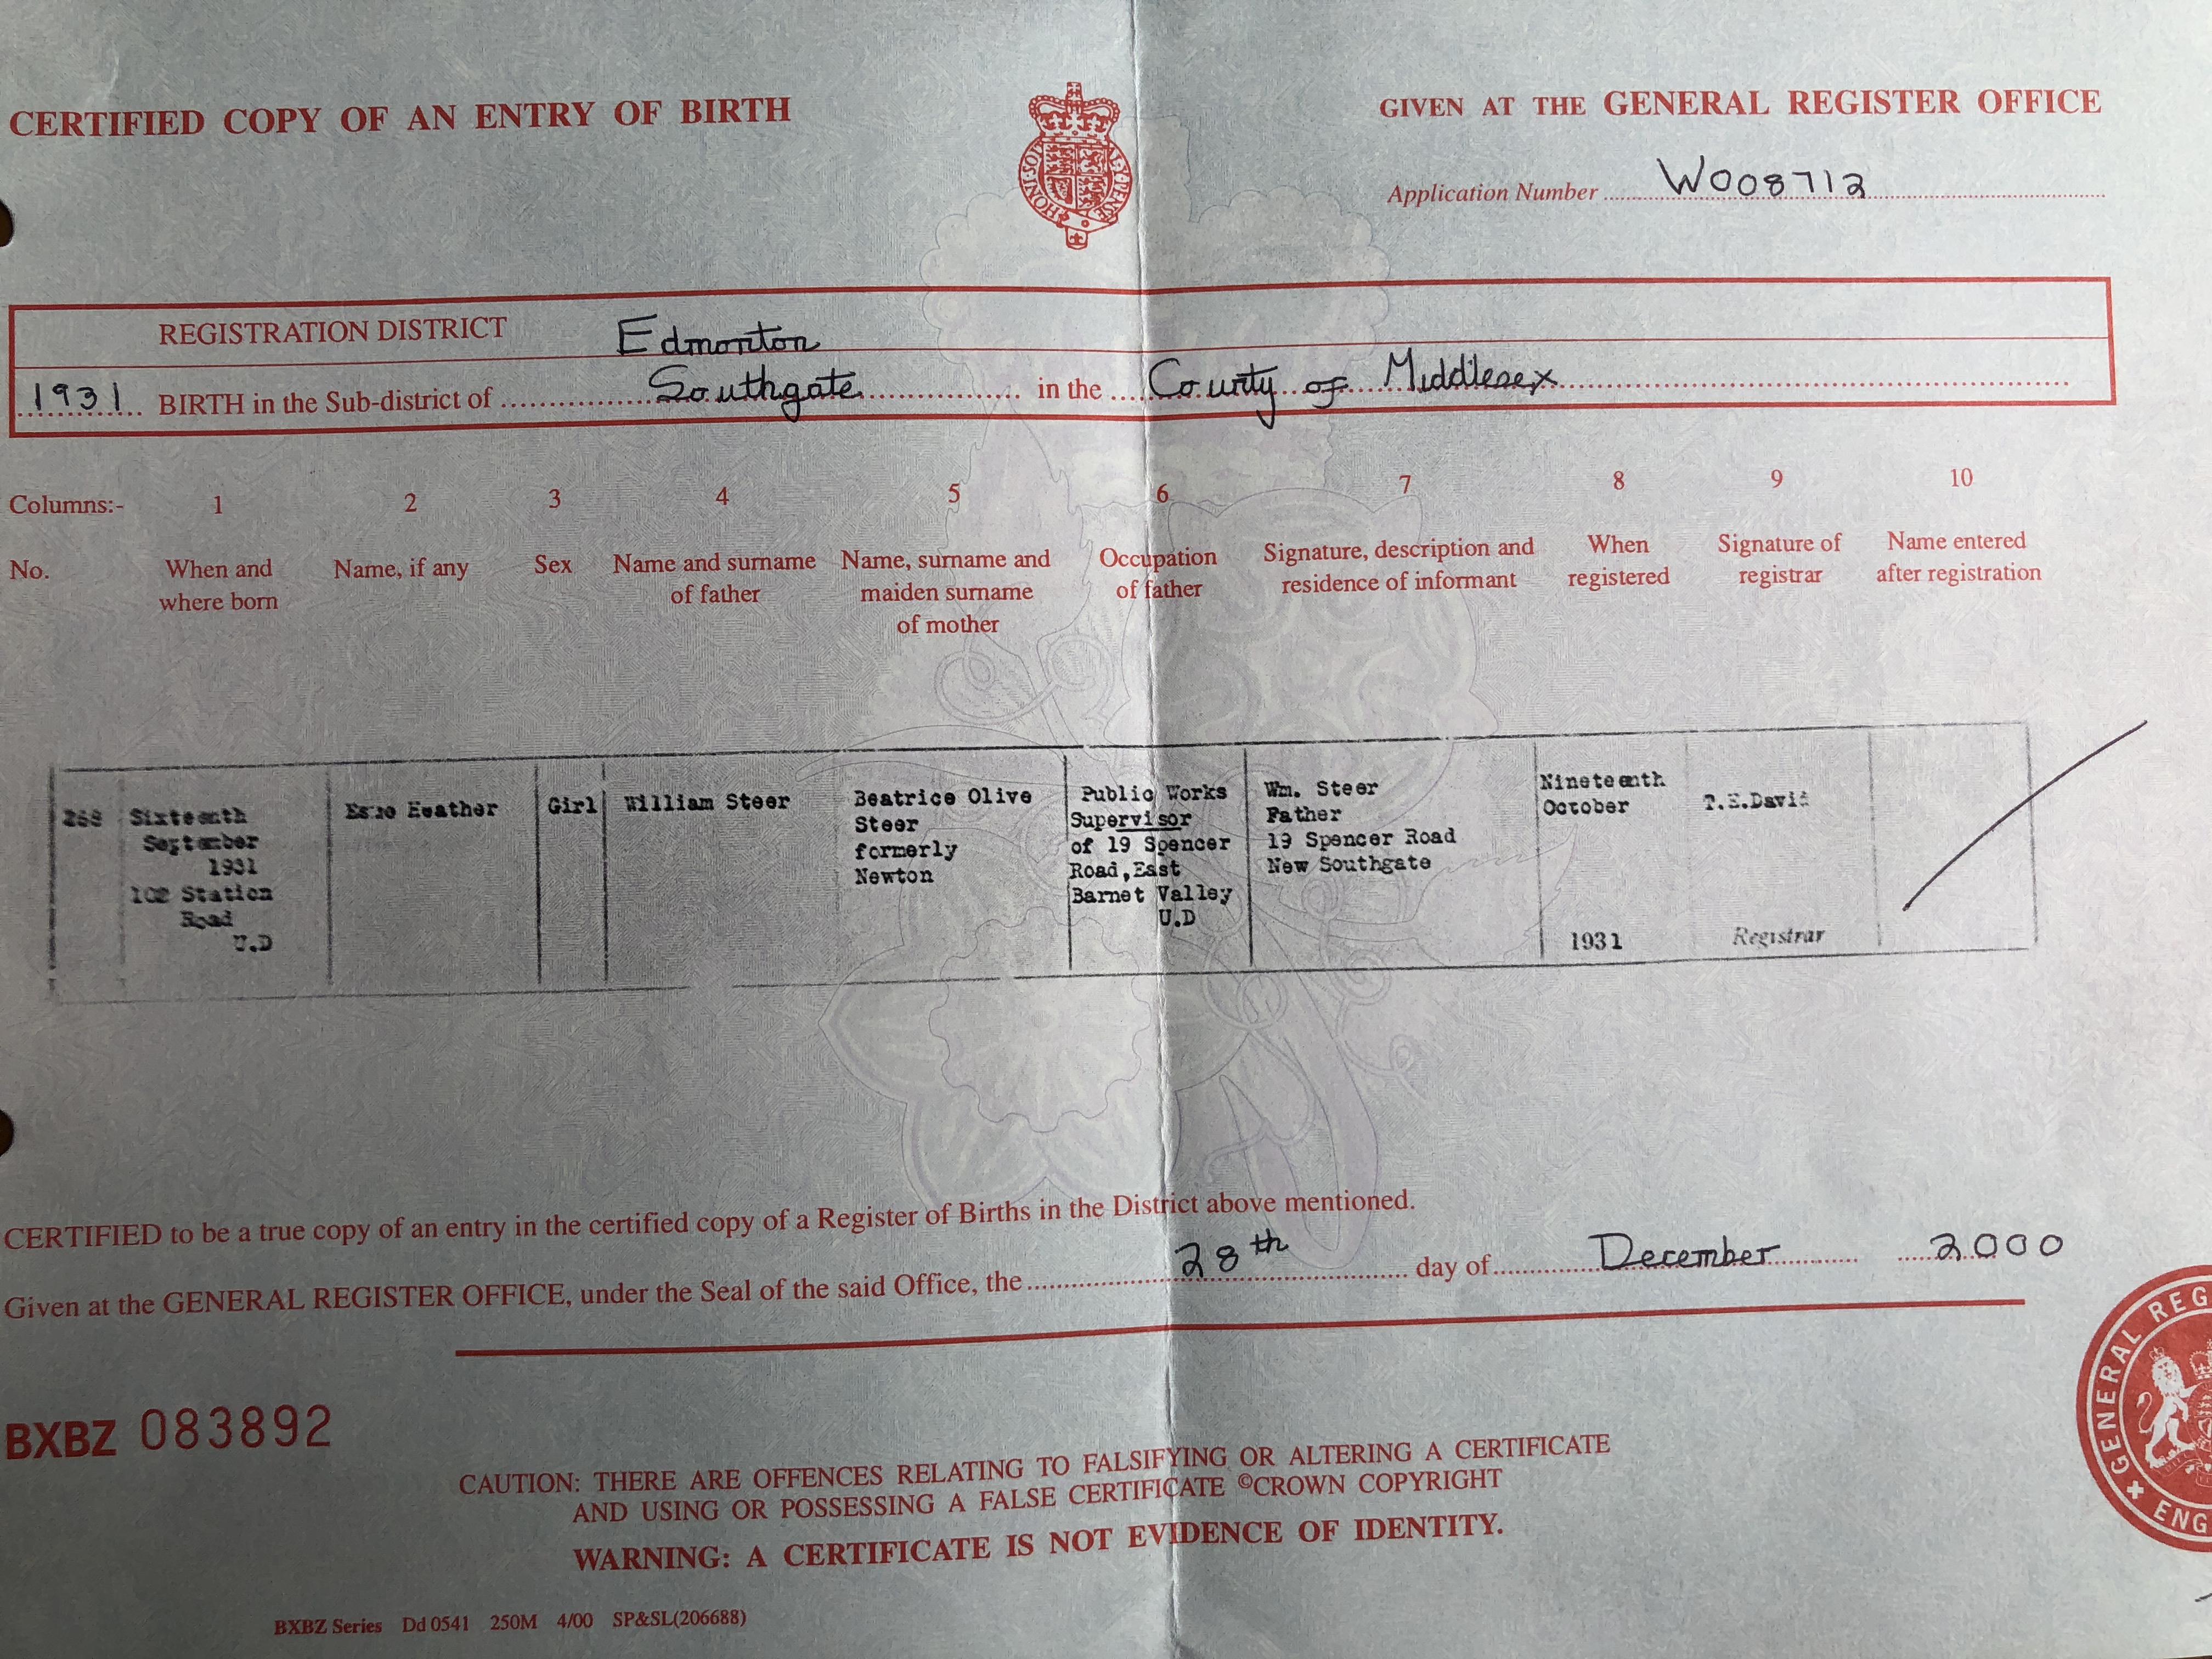 CERTIFIED COPY OF AN ENTRY OF BIRTH
GIVEN AT THE GENERAL REGISTER OFFICE
Application Number W008712
REGISTRATION DISTRICT Edmonton
1931 BIRTH in the Sub-district of Southgate in the County of Middlesex
Columns:- 1 2 3 4 5 6 7 8 9 10
No.
When and
where born
Name, if any
Sex
Name and surname
of father
Name, surname and
maiden surname
of mother
Occupation
of father
Signature, description and
residence of informant
When
registered
Signature of
registrar
Name entered
after registration
268
Sixteenth
September
1931
102 Station
Road
U.D
Heather
Girl
William Steer
Beatrice Olive
Steer
formerly
Newton
Public Works
Supervisor
of 19 Spencer
Road, East
Barnet Valley
U.D
Wm. Steer
Father
19 Spencer Road
New Southgate
Nineteenth
October
1931
T.E.David
Registrar
CERTIFIED to be a true copy of an entry in the certified copy of a Register of Births in the District above mentioned.
Given at the GENERAL REGISTER OFFICE, under the Seal of the said Office, the 28th day of December 2000
BXBZ 083892
GENERAL REG
ENG
CAUTION: THERE ARE OFFENCES RELATING TO FALSIFYING OR ALTERING A CERTIFICATE
AND USING OR POSSESSING A FALSE CERTIFICATE ©CROWN COPYRIGHT
WARNING: A CERTIFICATE IS NOT EVIDENCE OF IDENTITY.
BXBZ Series Dd 0541 250M 4/00 SP&SL(206688)